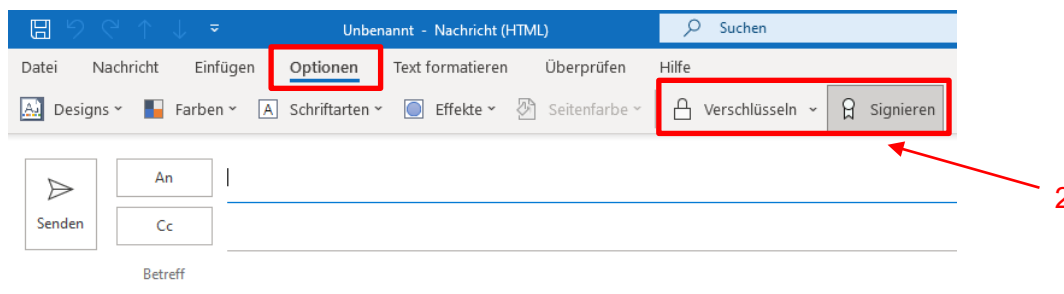 Unbenannt - Nachricht (HTML) Suchen
Datei Nachricht Einfügen Optionen Text formatieren Überprüfen Hilfe
Designs Farben A Schriftarten Effekte Seitenfarbe Verschlüsseln Signieren
An
Senden Cc
Betreff
2